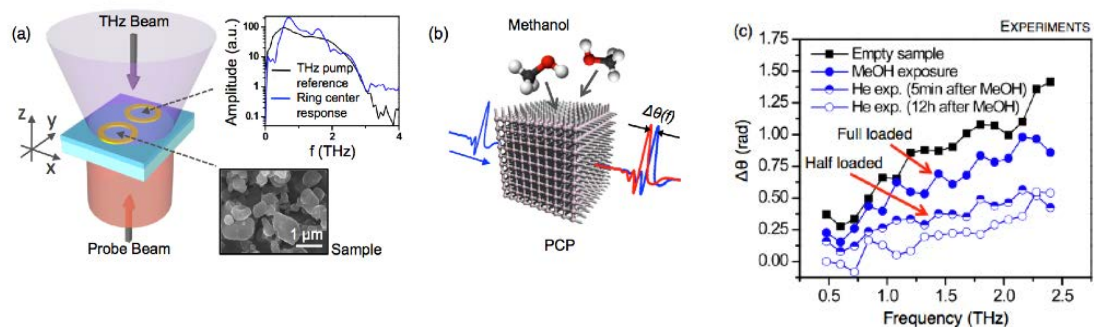 (a)
THz Beam
z
y
x
Probe Beam
Amplitude (a.u.)
100
10
1
0.1
THz pump
reference
Ring center
response
0
2
4
f (THz)
1 μm
Sample
(b)
Methanol
Δθ(f)
PCP
(c)
EXPERIMENTS
Δθ (rad)
1.75
1.50
1.25
1.00
0.75
0.50
0.25
0.00
Empty sample
MeOH exposure
He exp. (5min after MeOH)
He exp. (12h after MeOH)
Full loaded
Half loaded
0.5
1.0
1.5
2.0
2.5
Frequency (THz)